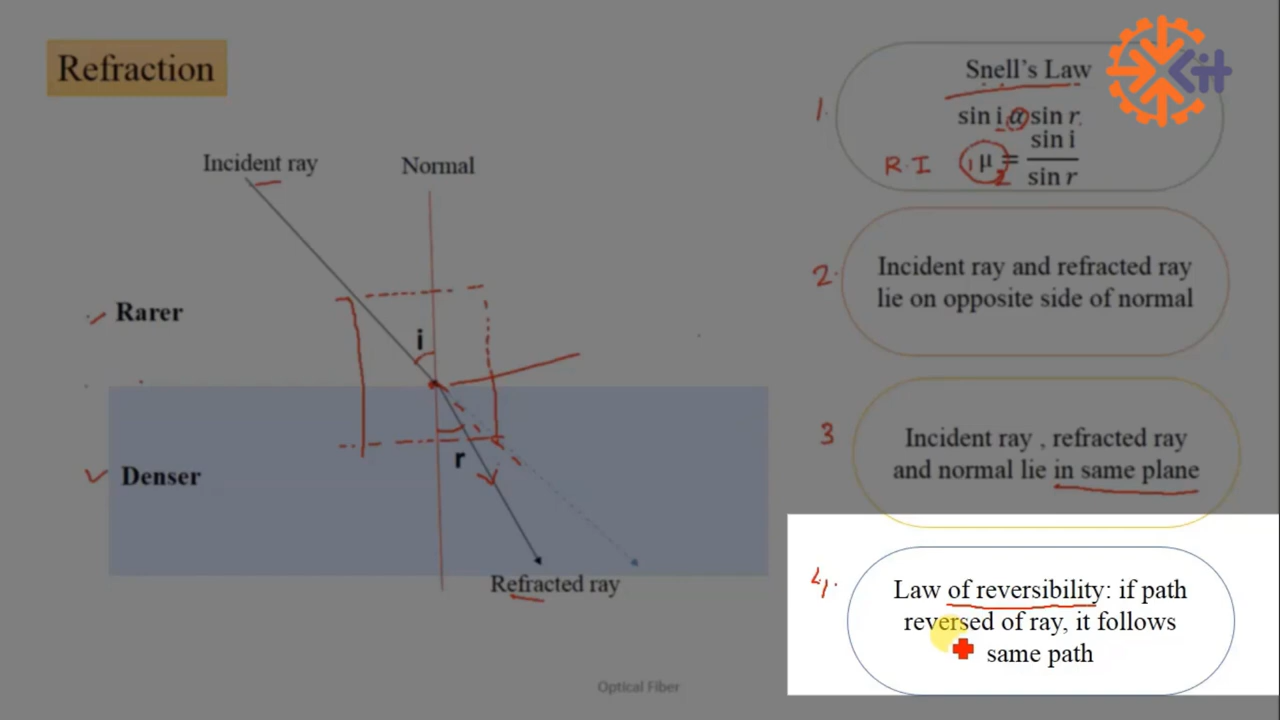 Refraction
Incident ray
Normal
Rarer
i
Denser
r
Refracted ray
Optical Fiber
1.
Snell's Law
sin i α sin r
R.I 1μ2 = sin i / sin r
2.
Incident ray and refracted ray
lie on opposite side of normal
3
Incident ray , refracted ray
and normal lie in same plane
4.
Law of reversibility: if path
reversed of ray, it follows
same path